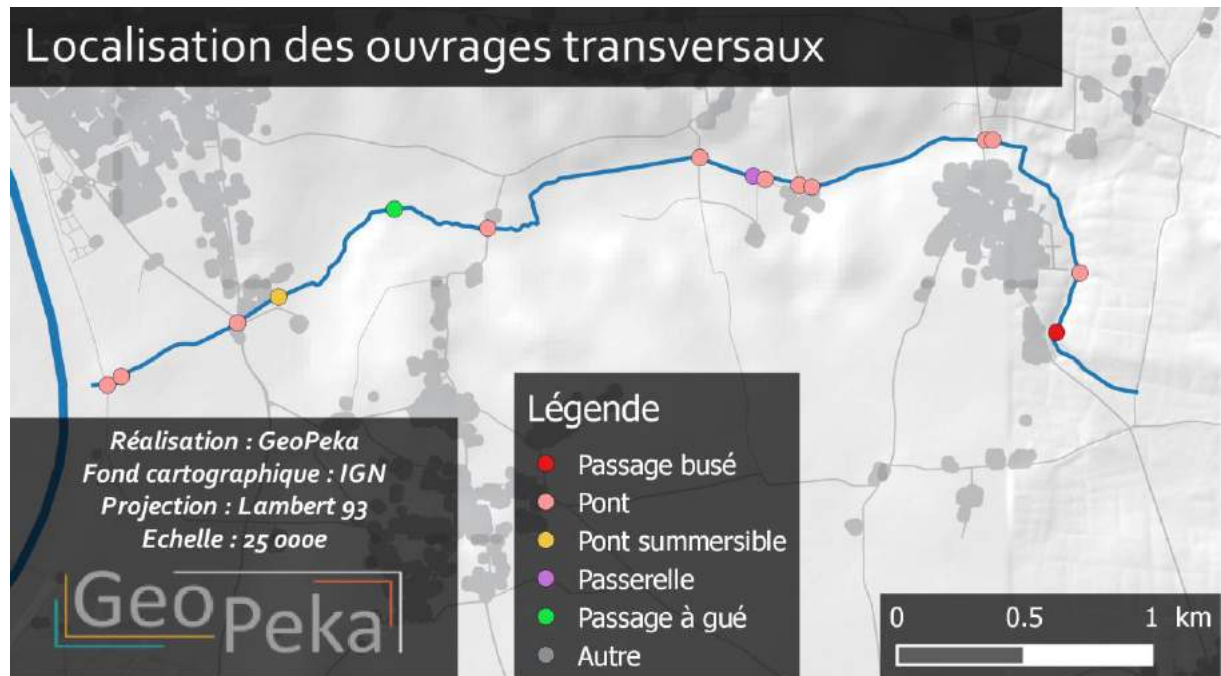 Localisation des ouvrages transversaux
Réalisation : GeoPeka
Fond cartographique : IGN
Projection : Lambert 93
Echelle : 25 000e
GeoPeka
Légende
Passage busé
Pont
Pont summersible
Passerelle
Passage à gué
Autre
0 0.5 1 km